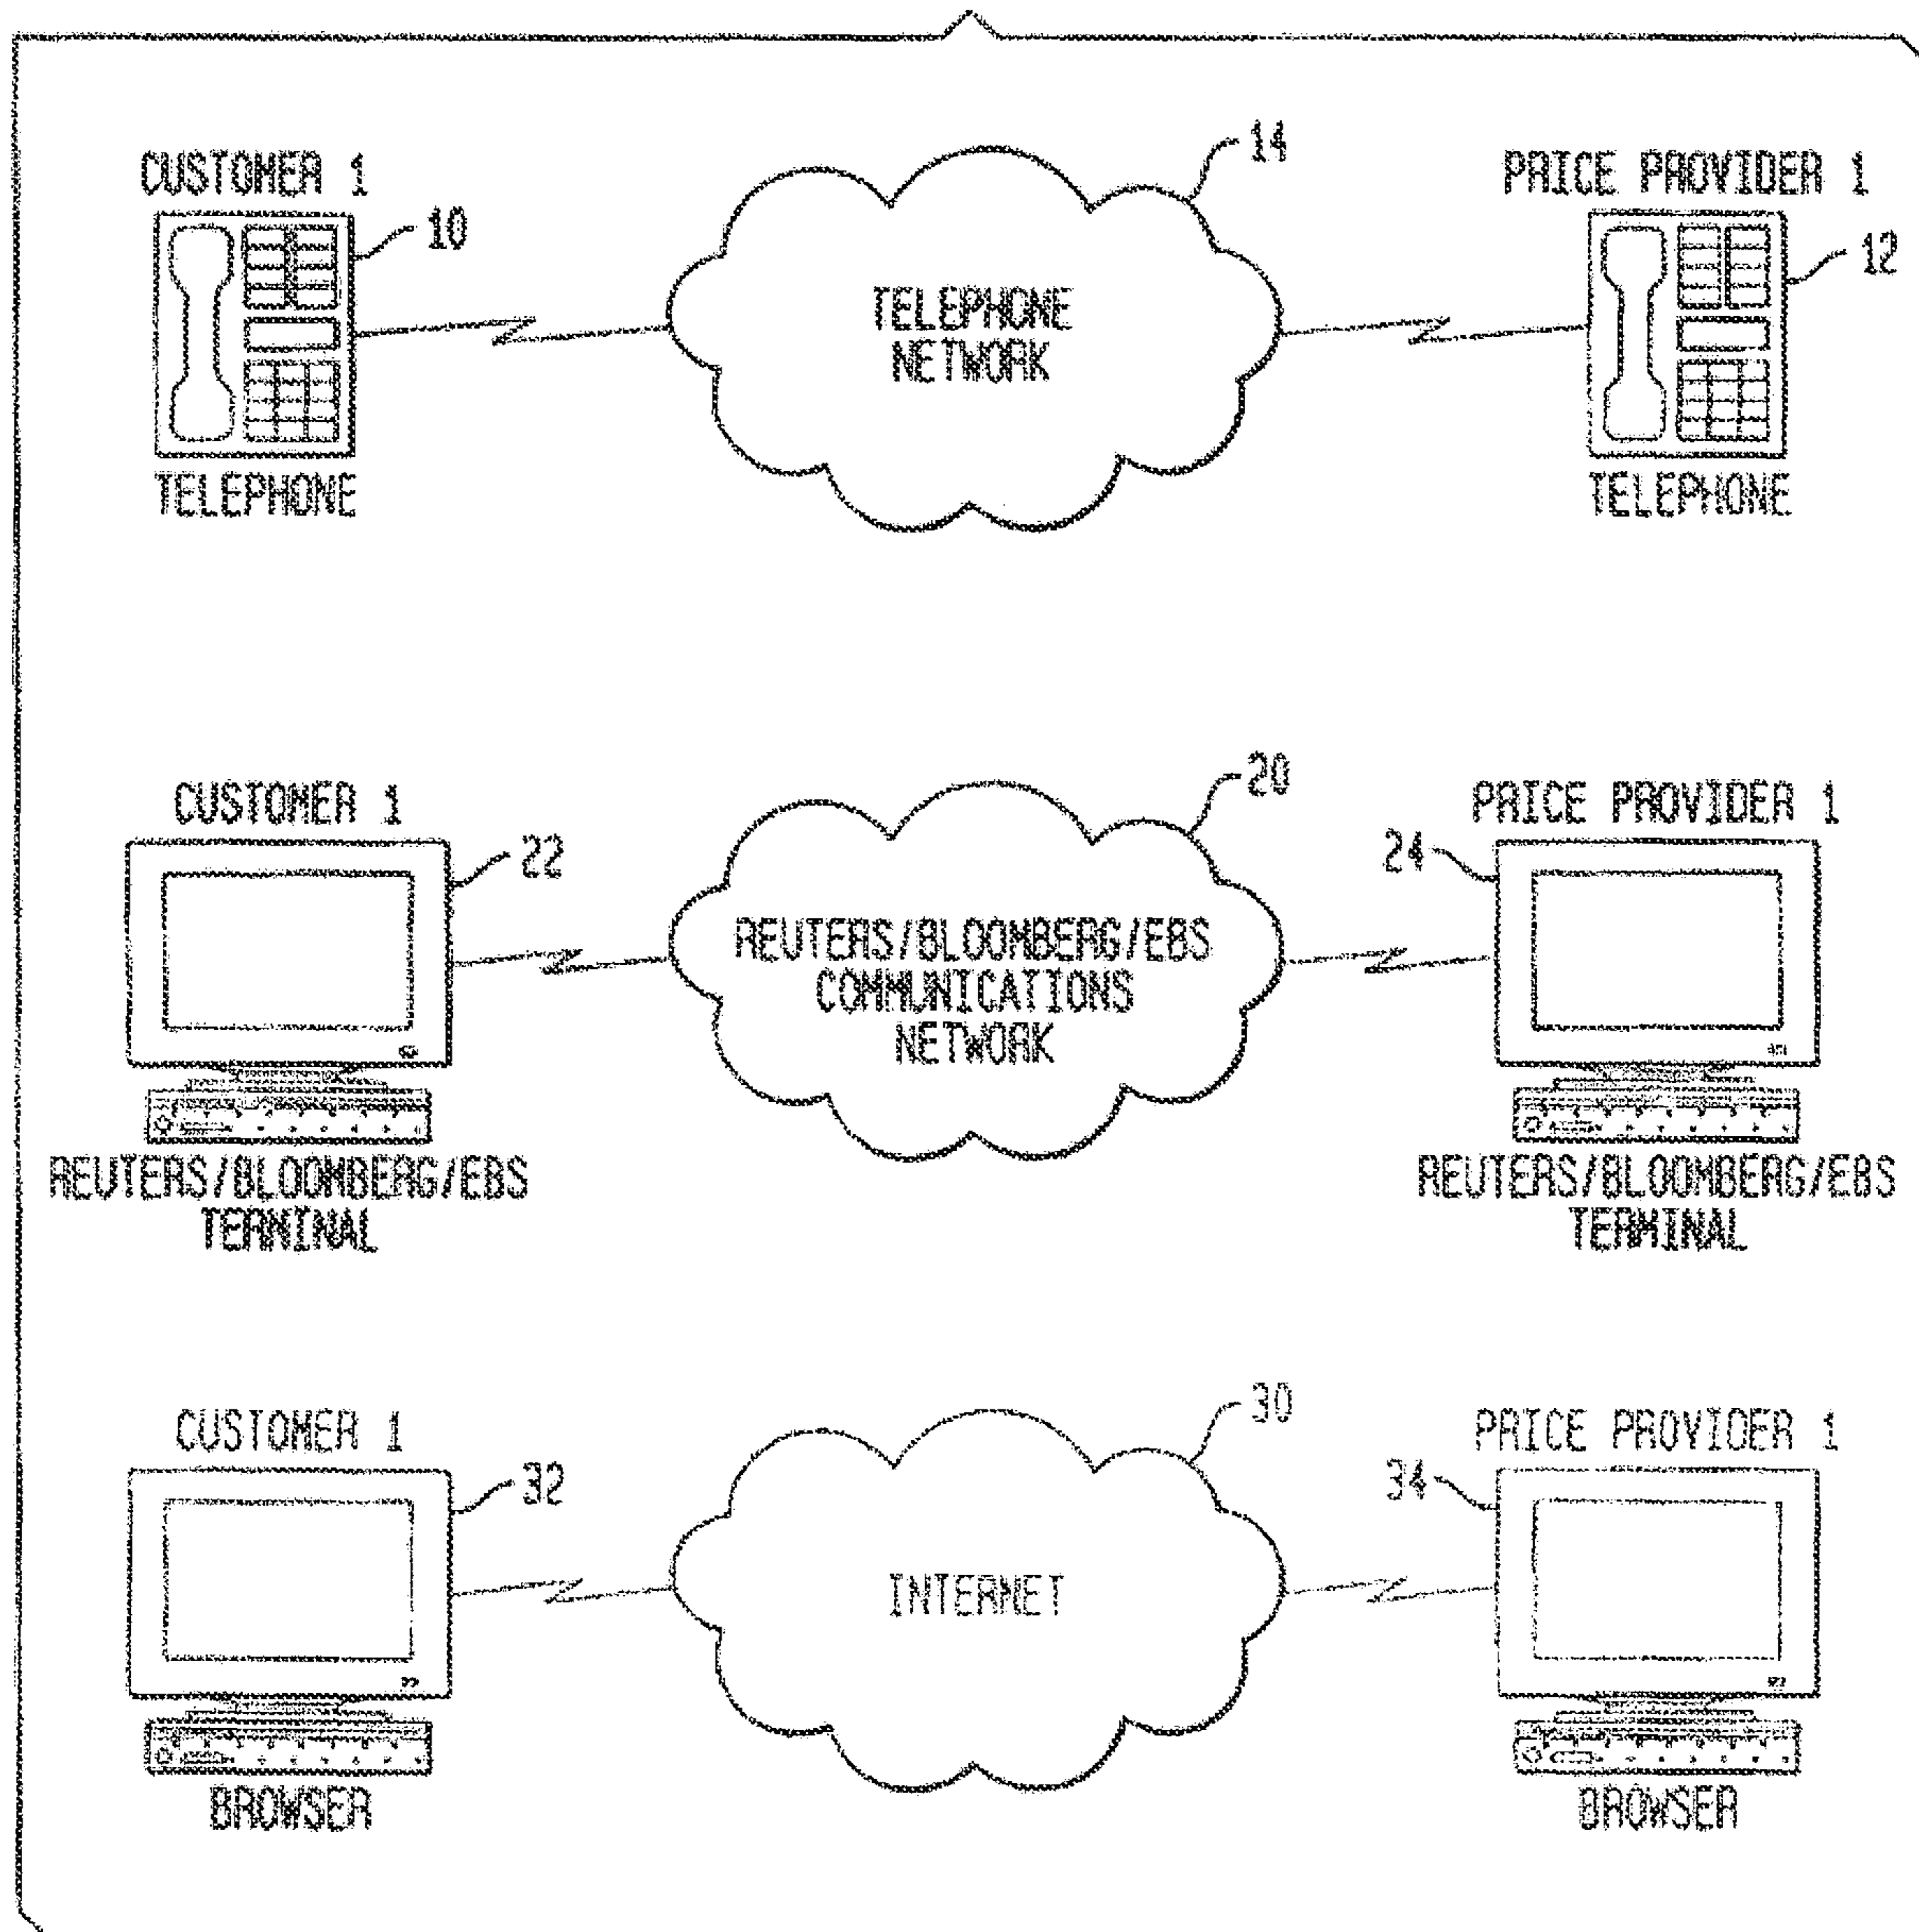 CUSTOMER 1
10
14
PRICE PROVIDER 1
12
TELEPHONE
NETWORK
TELEPHONE
TELEPHONE
CUSTOMER 1
22
20
PRICE PROVIDER 1
24
REUTERS/BLOOMBERG/EBS
COMMUNICATIONS
NETWORK
REUTERS/BLOOMBERG/EBS
TERMINAL
REUTERS/BLOOMBERG/EBS
TERMINAL
CUSTOMER 1
32
30
PRICE PROVIDER 1
34
INTERNET
BROWSER
BROWSER